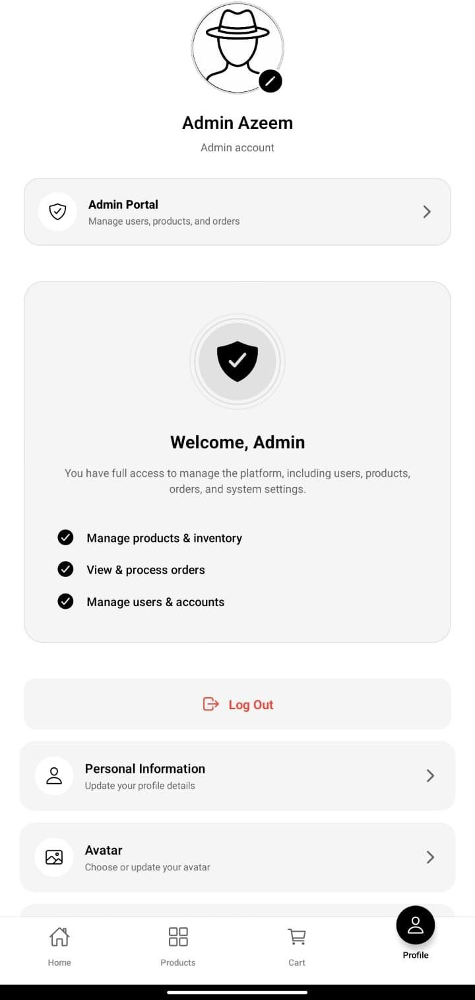 Admin Azeem
Admin account
Admin Portal
Manage users, products, and orders
Welcome, Admin
You have full access to manage the platform, including users, products,
orders, and system settings.
Manage products & inventory
View & process orders
Manage users & accounts
Log Out
Personal Information
Update your profile details
Avatar
Choose or update your avatar
Home
Products
Cart
Profile